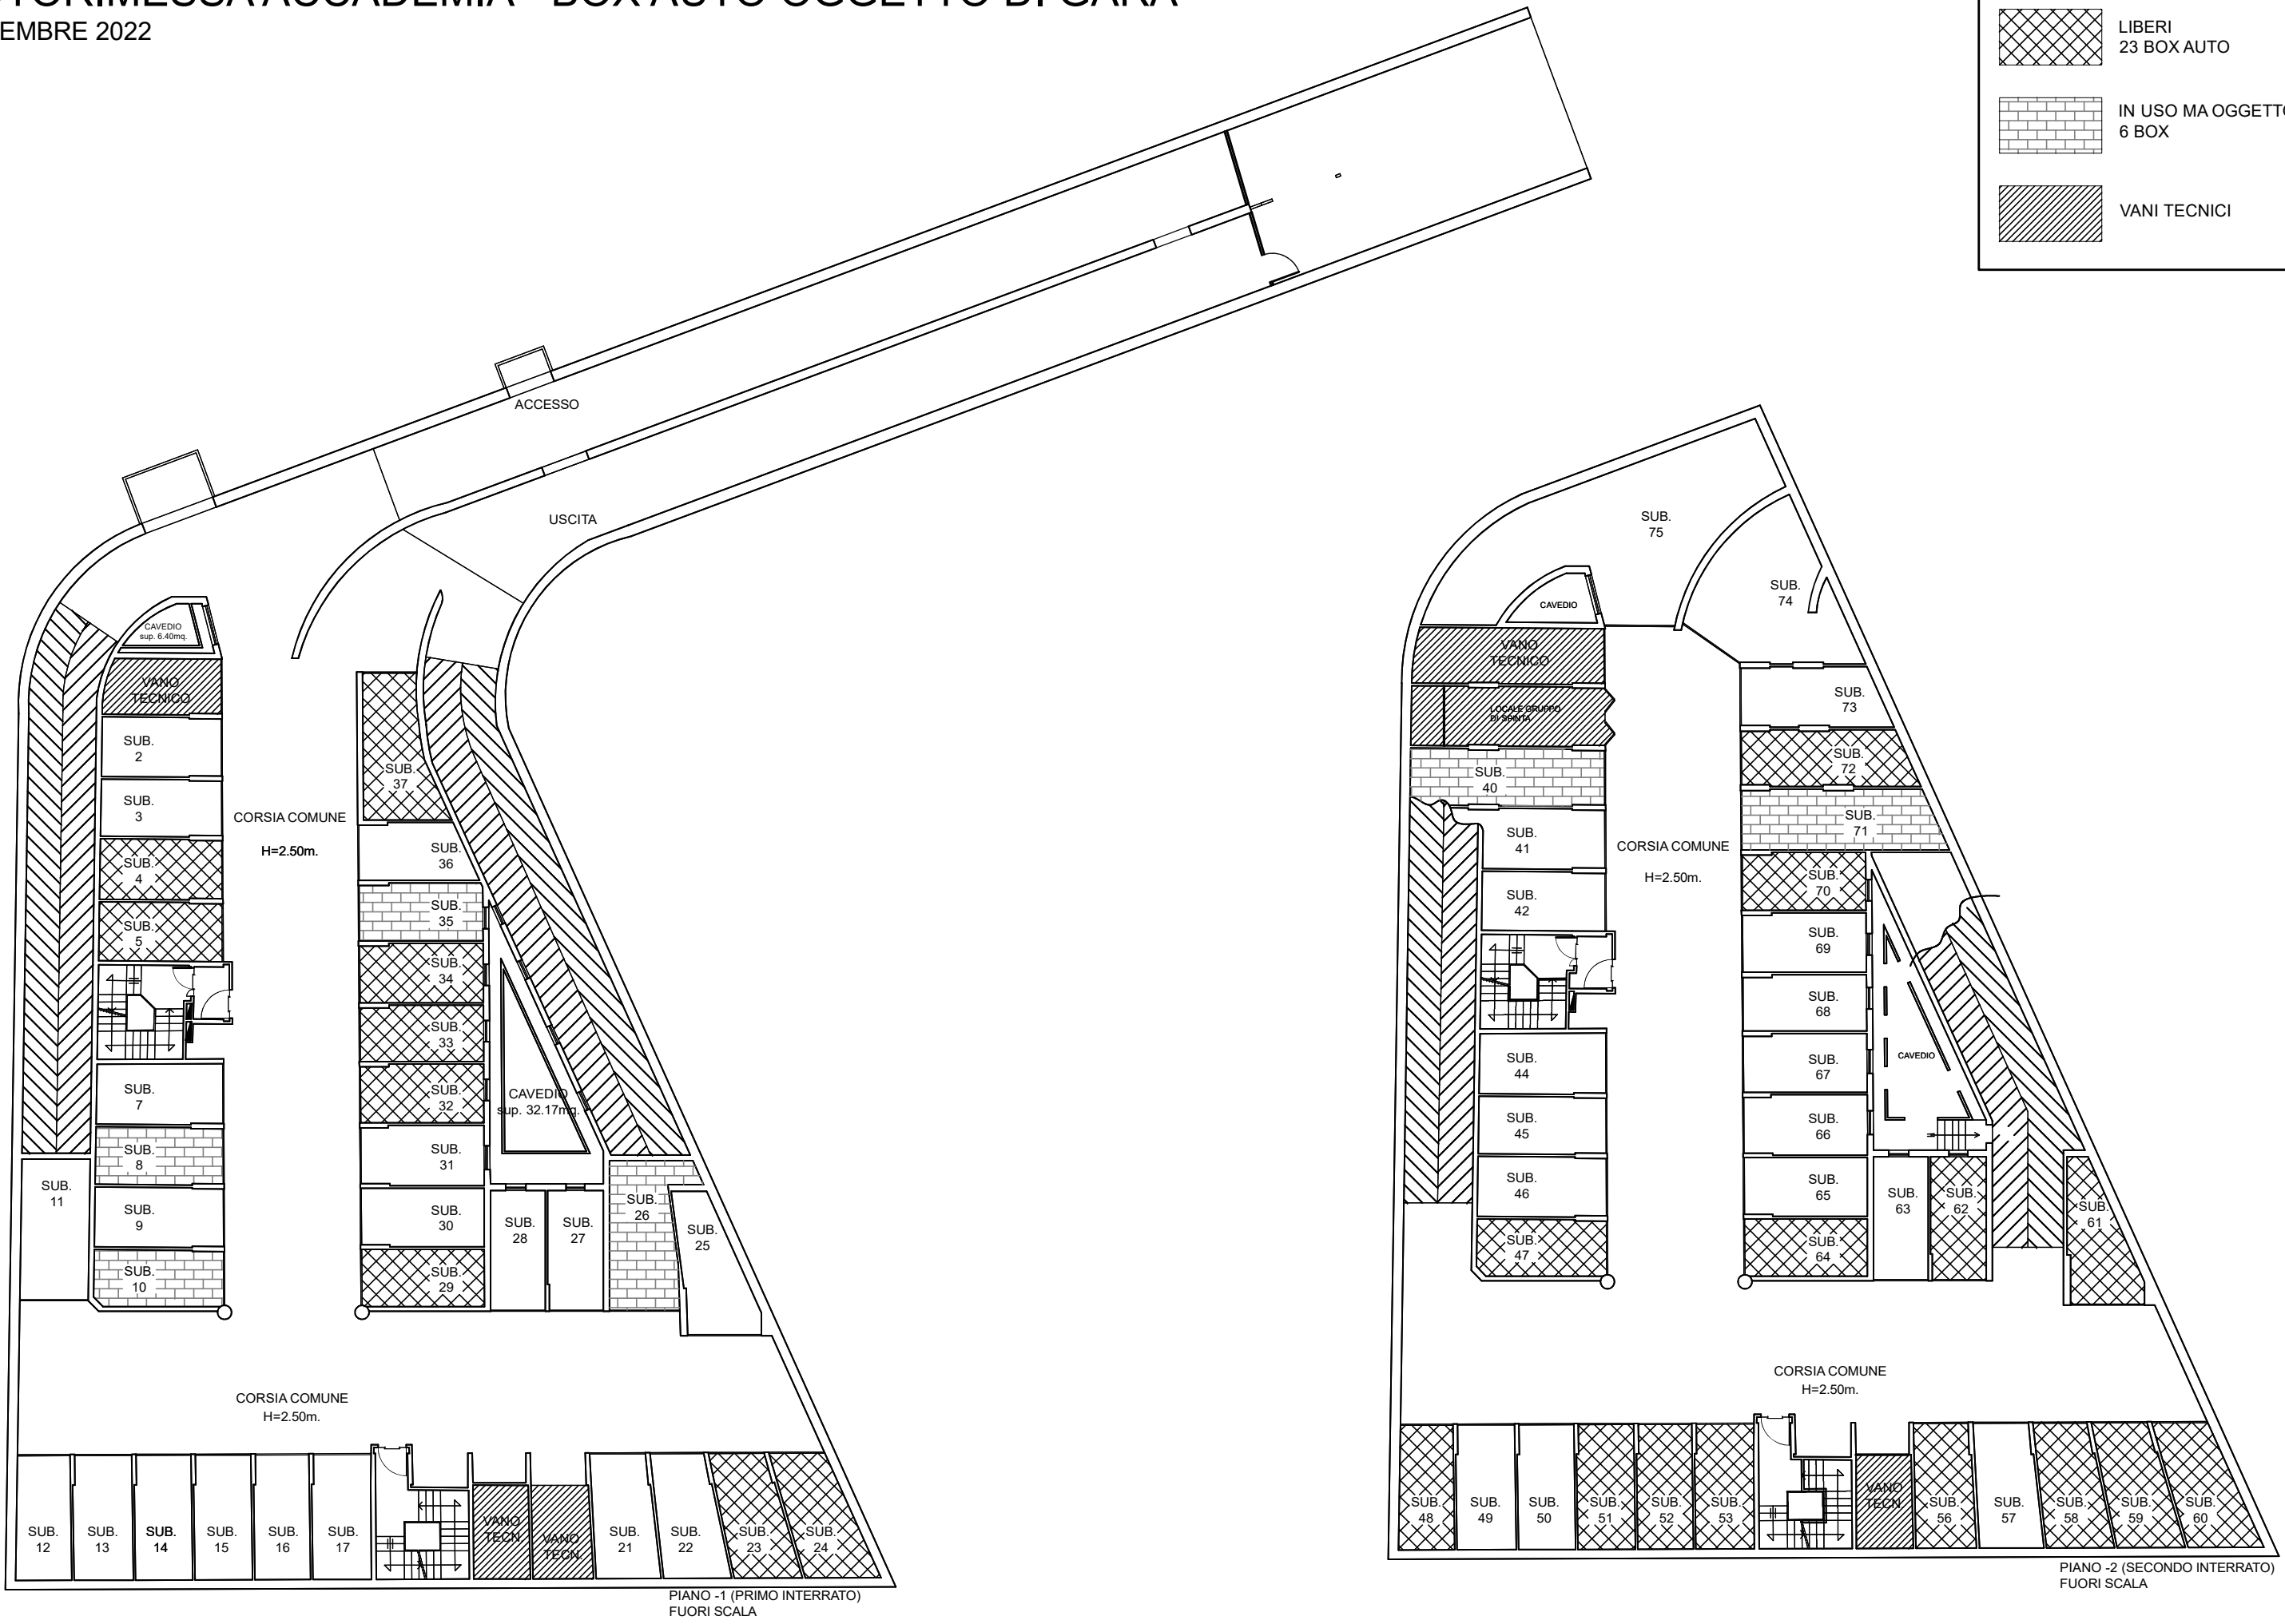 EMBRE 2022
LIBERI
23 BOX AUTO
IN USO MA OGGETTO
6 BOX
VANI TECNICI
ACCESSO
USCITA
CAVEDIO
sup. 6.40mq.
VANO
TECNICO
SUB.
2
SUB.
3
SUB.
4
SUB.
5
CORSIA COMUNE
H=2.50m.
SUB.
37
SUB.
36
SUB.
35
SUB.
34
SUB.
33
SUB.
32
SUB.
31
SUB.
30
SUB.
29
CAVEDIO
sup. 32.17mq.
SUB.
7
SUB.
8
SUB.
9
SUB.
10
SUB.
11
SUB.
28
SUB.
27
SUB.
26
SUB.
25
CORSIA COMUNE
H=2.50m.
SUB.
12
SUB.
13
SUB.
14
SUB.
15
SUB.
16
SUB.
17
VANO
TECN.
VANO
TECN.
SUB.
21
SUB.
22
SUB.
23
SUB.
24
PIANO -1 (PRIMO INTERRATO)
FUORI SCALA
SUB.
75
SUB.
74
CAVEDIO
VANO
TECNICO
LOCALE GRUPPO
DI SPINTA
SUB.
73
SUB.
72
SUB.
71
SUB.
70
SUB.
40
SUB.
41
SUB.
42
CORSIA COMUNE
H=2.50m.
SUB.
69
SUB.
68
SUB.
67
SUB.
66
SUB.
65
SUB.
64
CAVEDIO
SUB.
44
SUB.
45
SUB.
46
SUB.
47
SUB.
63
SUB.
62
SUB.
61
CORSIA COMUNE
H=2.50m.
SUB.
48
SUB.
49
SUB.
50
SUB.
51
SUB.
52
SUB.
53
VANO
TECN.
SUB.
56
SUB.
57
SUB.
58
SUB.
59
SUB.
60
PIANO -2 (SECONDO INTERRATO)
FUORI SCALA